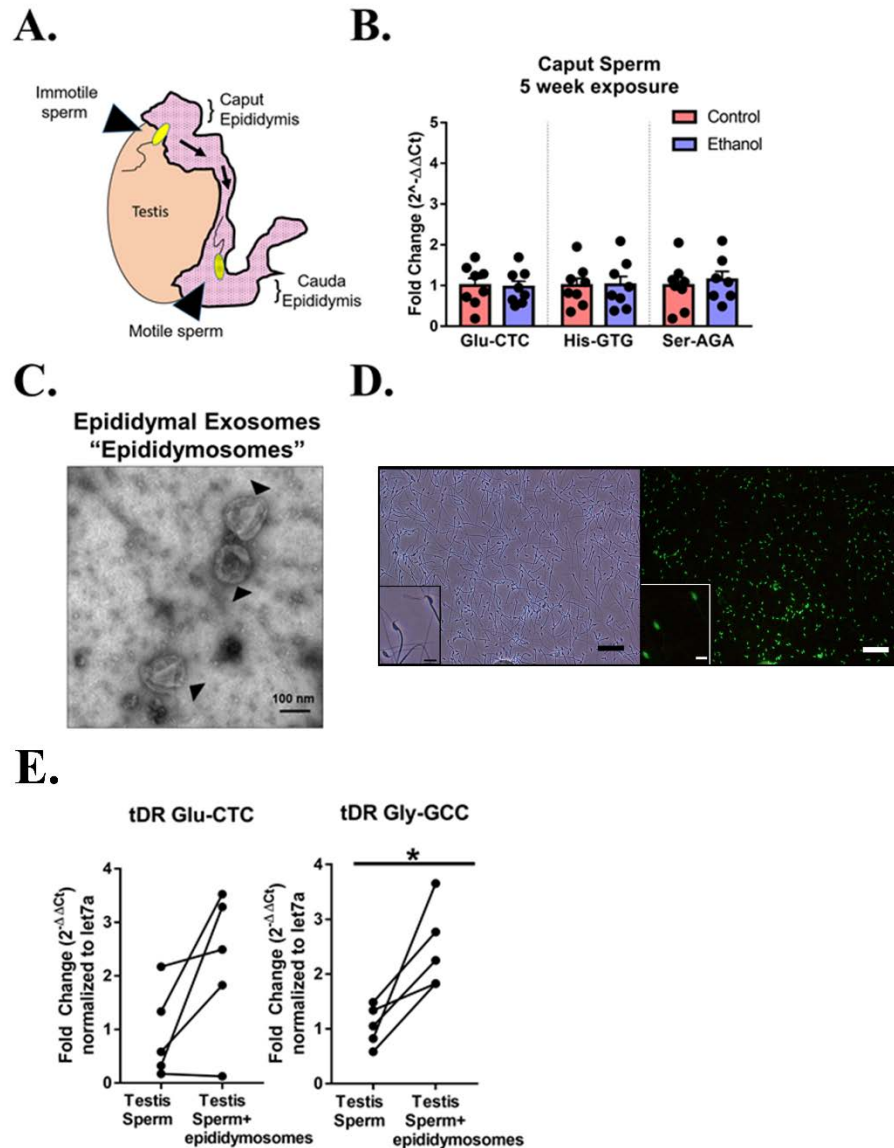 A.
Immotile
sperm
Caput
Epididymis
Testis
Cauda
Epididymis
Motile sperm
B.
Caput Sperm
5 week exposure
Control
Ethanol
Fold Change (2^-ΔΔCt)
5
4
3
2
1
0
Glu-CTC
His-GTG
Ser-AGA
C.
Epididymal Exosomes
“Epididymosomes”
100 nm
D.
E.
tDR Glu-CTC
Fold Change (2-Δ ΔCt)
normalized to let7a
4
3
2
1
0
Testis
Sperm
Testis
Sperm+
epididymosomes
tDR Gly-GCC
*
Fold Change (2-Δ ΔCt)
normalized to let7a
4
3
2
1
0
Testis
Sperm
Testis
Sperm+
epididymosomes